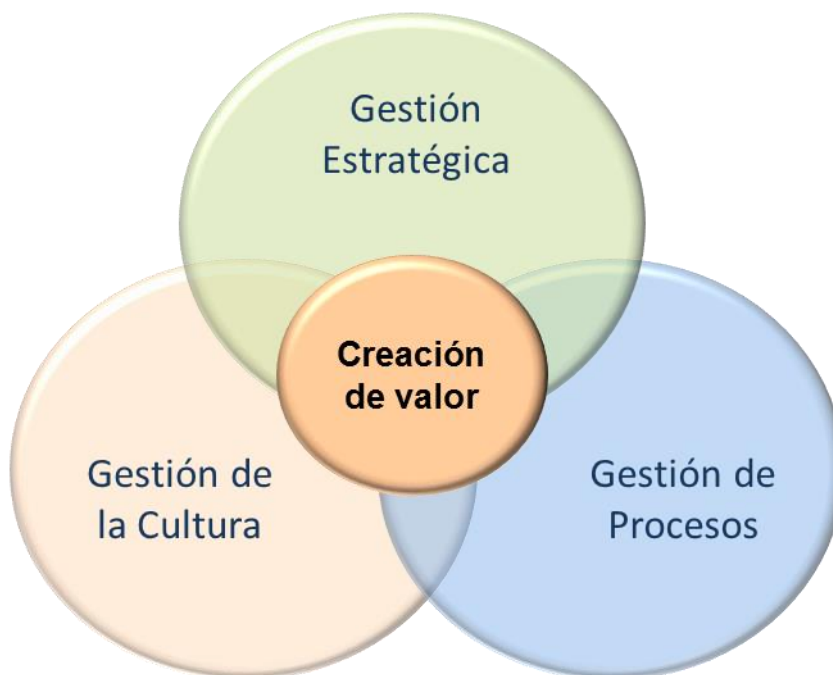 Gestión
Estratégica
Creación
de valor
Gestión de
la Cultura
Gestión de
Procesos